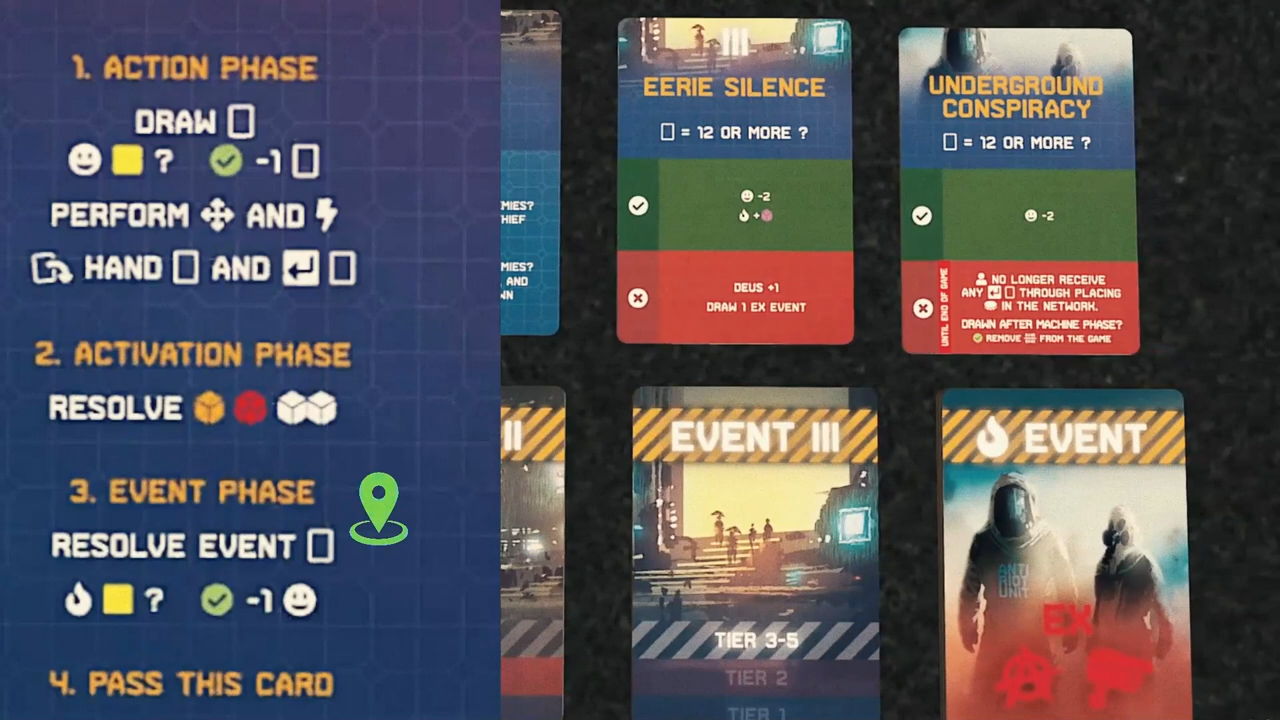 1. ACTION PHASE
DRAW
? -1
PERFORM AND
HAND AND
2. ACTIVATION PHASE
RESOLVE
3. EVENT PHASE
RESOLVE EVENT
? -1
4. PASS THIS CARD
III
EERIE SILENCE
= 12 OR MORE ?
-2
+
DEUS +1
DRAW 1 EX EVENT
UNDERGROUND
CONSPIRACY
= 12 OR MORE ?
-2
UNTIL END OF GAME
NO LONGER RECEIVE
ANY THROUGH PLACING
IN THE NETWORK.
DRAWN AFTER MACHINE PHASE?
REMOVE FROM THE GAME
EVENT III
TIER 3-5
TIER 2
TIER 1
EVENT
ANTI
RIOT
UNIT
EX